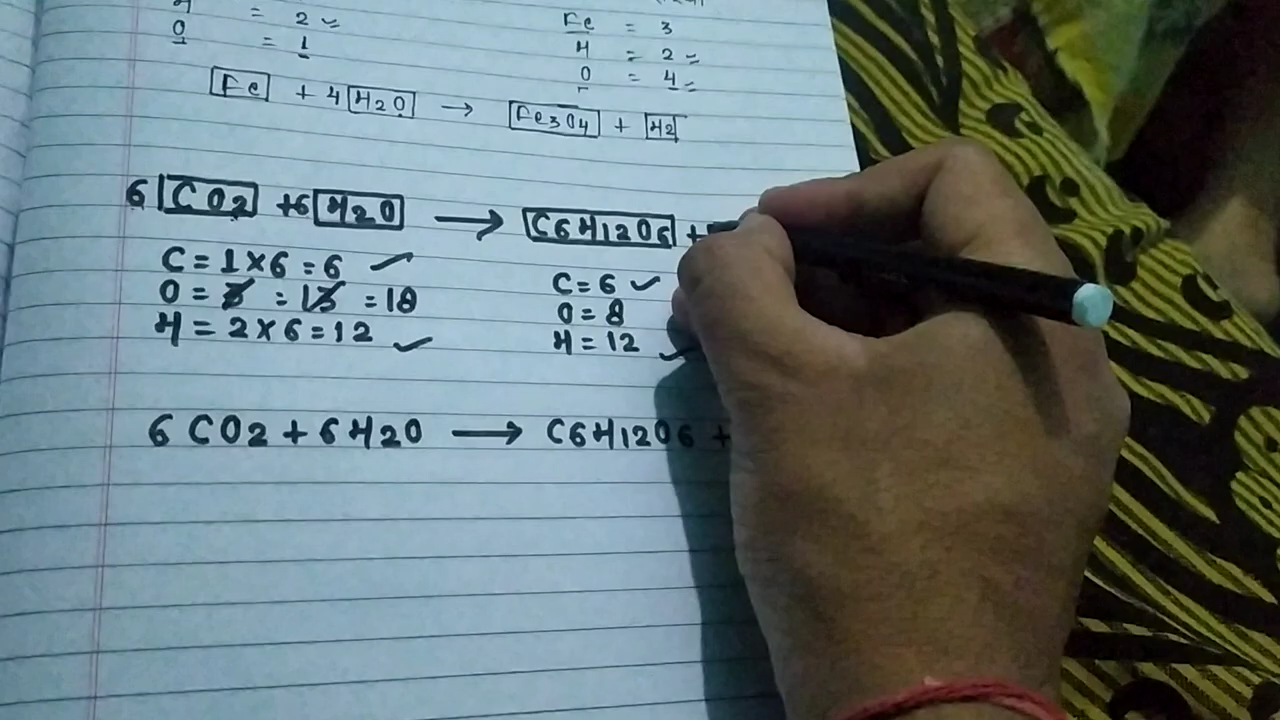 H = 2
Fe = 3
O = 1
H = 2
O = 4
Fe + 4 H2O → Fe3O4 + H2
6 CO2 + 6 H2O → C6H12O6 +
C = 1 × 6 = 6 ✓
C = 6 ✓
O = 3 = 13 = 18
O = 8
H = 2 × 6 = 12 ✓
H = 12 ✓
6 CO2 + 6 H2O → C6H12O6 +